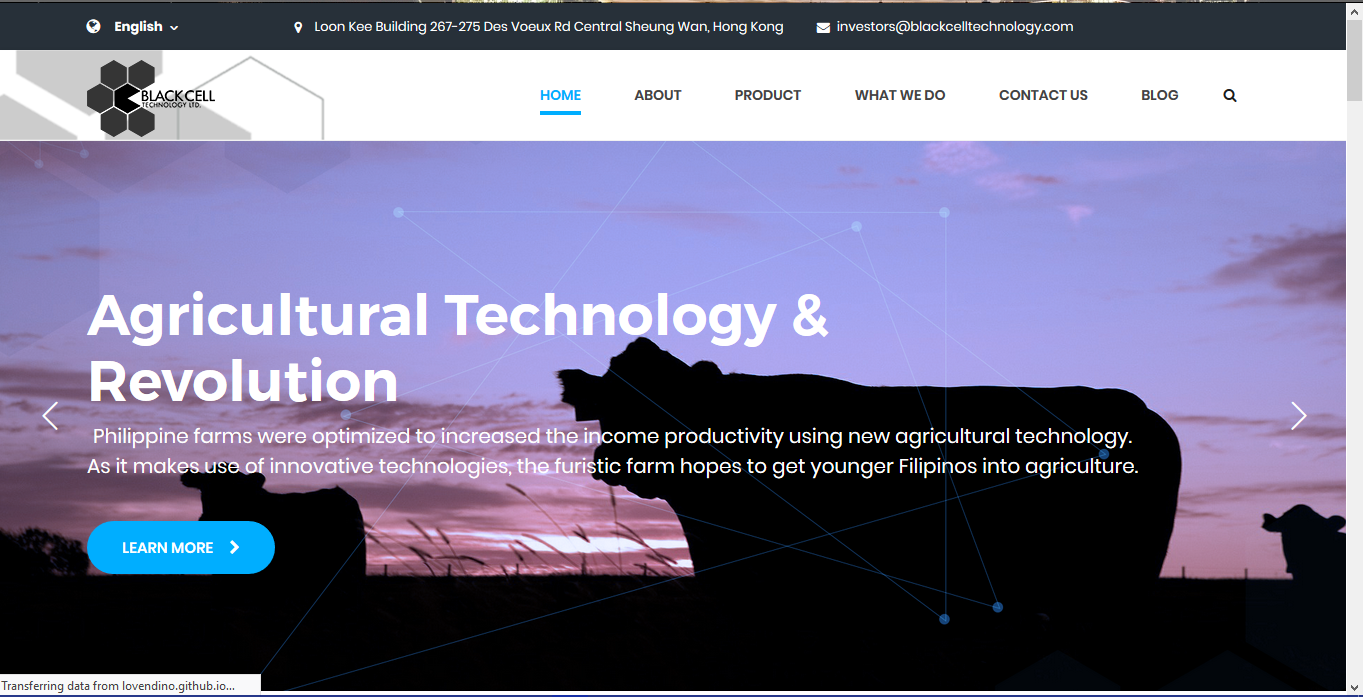 English
Loon Kee Building 267-275 Des Voeux Rd Central Sheung Wan, Hong Kong
investors@blackcelltechnology.com
BLACKCELL
TECHNOLOGY LTD.
HOME
ABOUT
PRODUCT
WHAT WE DO
CONTACT US
BLOG
Agricultural Technology &
Revolution
Philippine farms were optimized to increased the income productivity using new agricultural technology.
As it makes use of innovative technologies, the furistic farm hopes to get younger Filipinos into agriculture.
LEARN MORE
Transferring data from lovendino.github.io...